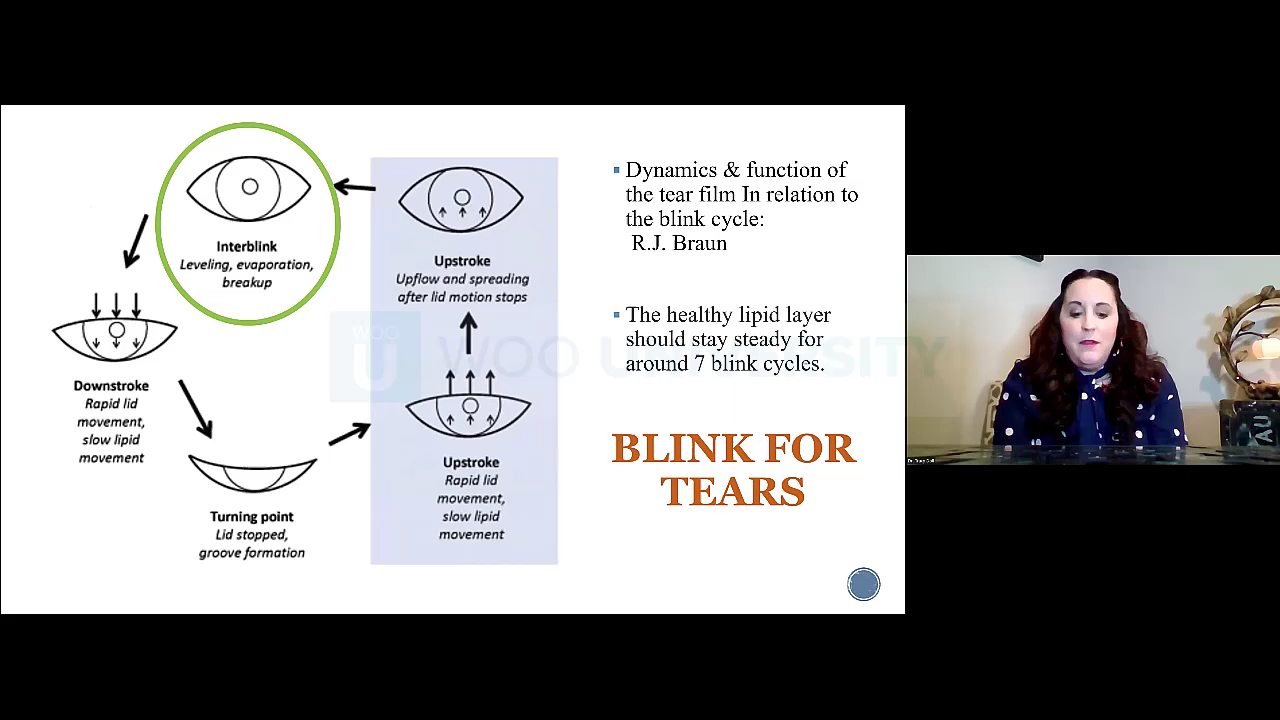 Interblink
Leveling, evaporation,
breakup
Upstroke
Upflow and spreading
after lid motion stops
Downstroke
Rapid lid
movement,
slow lipid
movement
Turning point
Lid stopped,
groove formation
Upstroke
Rapid lid
movement,
slow lipid
movement
Dynamics & function of
the tear film In relation to
the blink cycle:
R.J. Braun
The healthy lipid layer
should stay steady for
around 7 blink cycles.
BLINK FOR
TEARS
WOO
U
WOO UNIVERSITY
AU